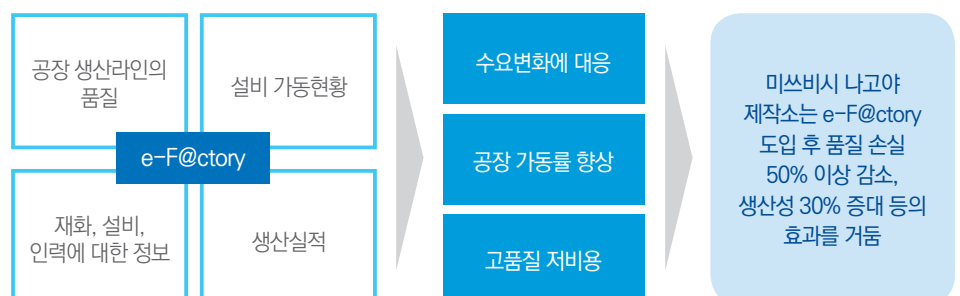 공장 생산라인의
품질
설비 가동현황
e-F@ctory
재화, 설비,
인력에 대한 정보
생산실적
수요변화에 대응
공장 가동률 향상
고품질 저비용
미쓰비시 나고야
제작소는 e-F@ctory
도입 후 품질 손실
50% 이상 감소,
생산성 30% 증대 등의
효과를 거둠